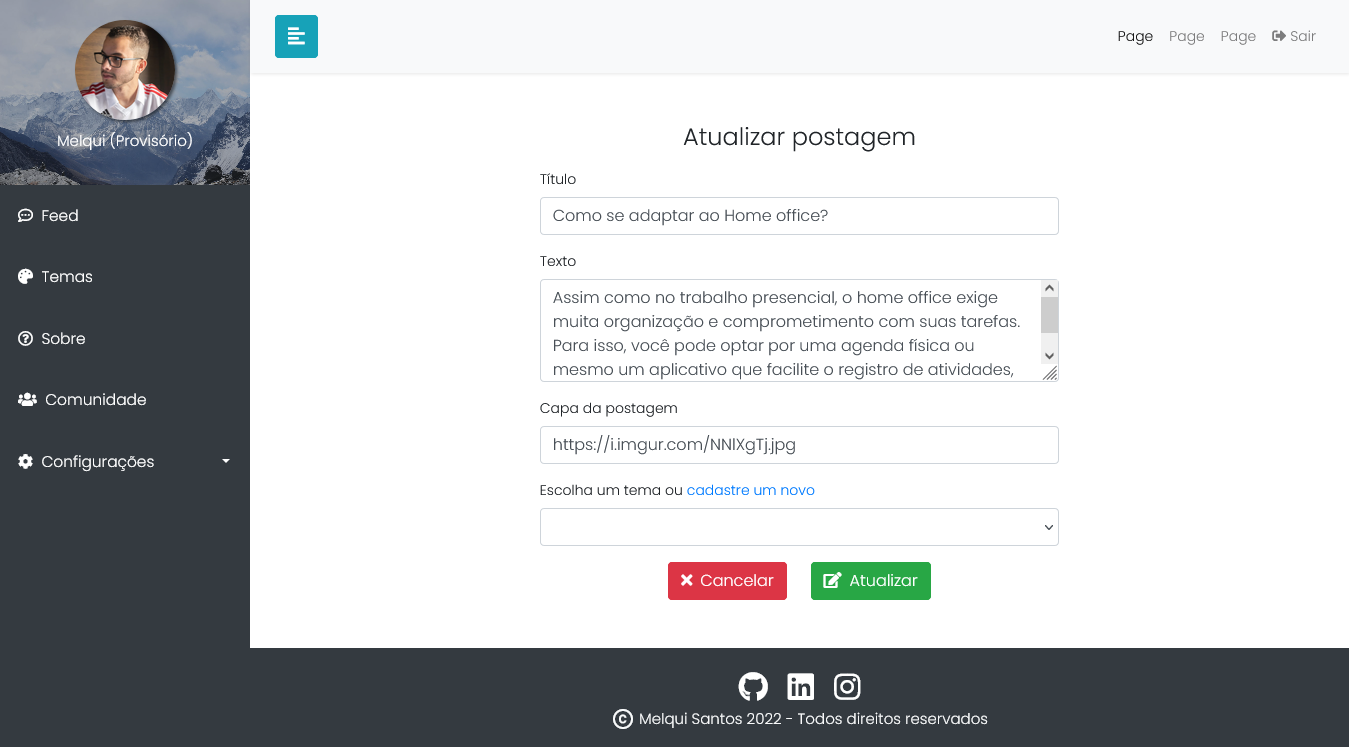 Melqui (Provisório)
Feed
Temas
Sobre
Comunidade
Configurações
Page Page Page Sair
Atualizar postagem
Título
Como se adaptar ao Home office?
Texto
Assim como no trabalho presencial, o home office exige
muita organização e comprometimento com suas tarefas.
Para isso, você pode optar por uma agenda física ou
mesmo um aplicativo que facilite o registro de atividades,
Capa da postagem
https://i.imgur.com/NNlXgTj.jpg
Escolha um tema ou cadastre um novo
Cancelar Atualizar
© Melqui Santos 2022 - Todos direitos reservados